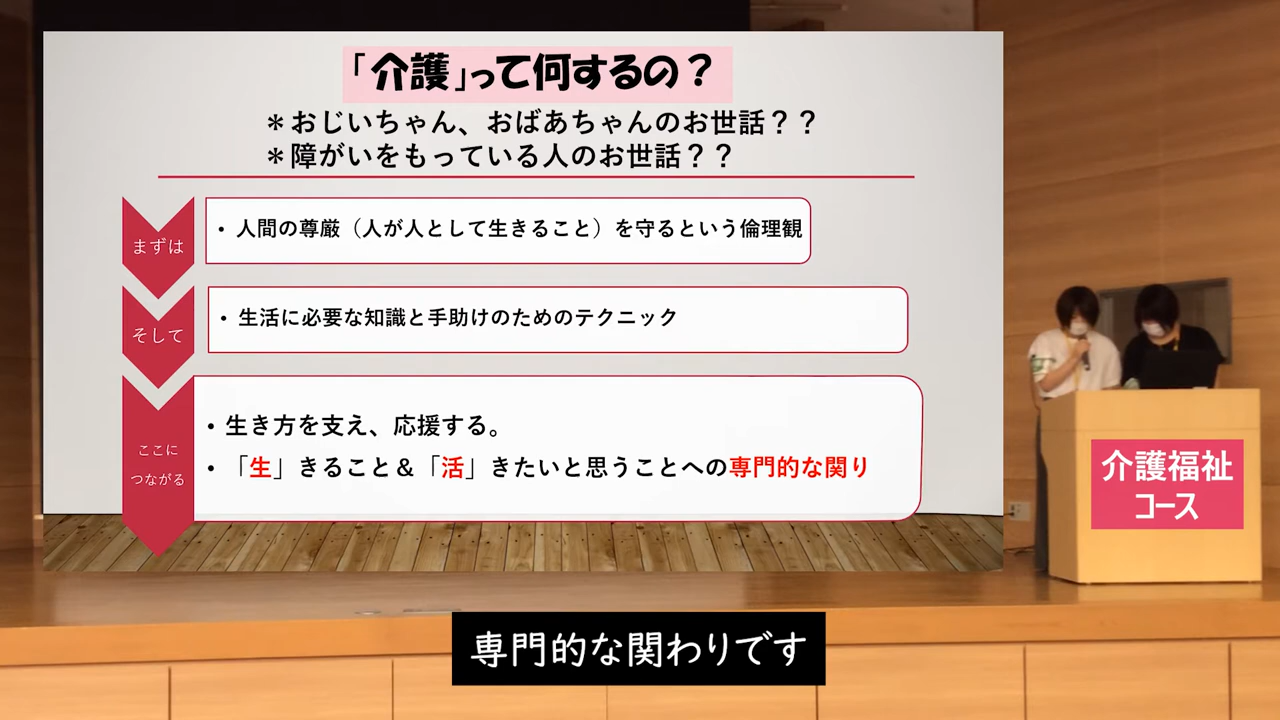 「介護」って何するの？
＊おじいちゃん、おばあちゃんのお世話？？
＊障がいをもっている人のお世話？？
まずは
・人間の尊厳（人が人として生きること）を守るという倫理観
そして
・生活に必要な知識と手助けのためのテクニック
ここに
つながる
・生き方を支え、応援する。
・「生」きること＆「活」きたいと思うことへの専門的な関り
介護福祉
コース
専門的な関わりです